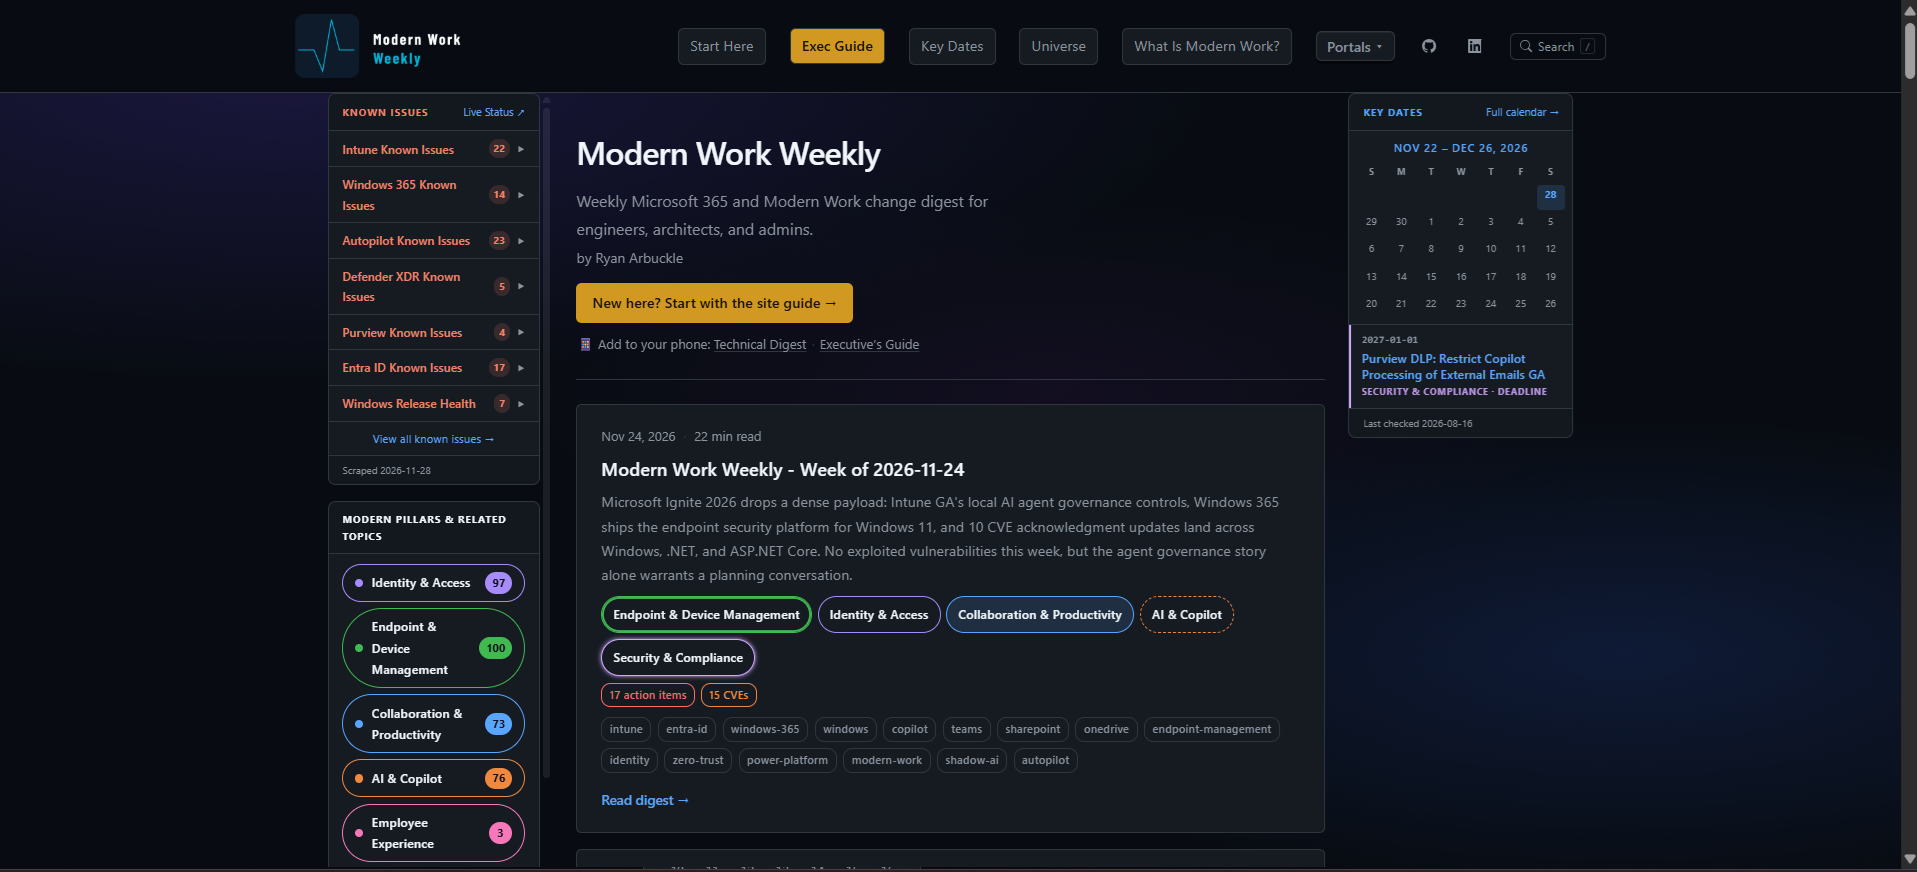 Modern Work
Weekly
Start Here
Exec Guide
Key Dates
Universe
What Is Modern Work?
Portals
Search /
KNOWN ISSUES
Live Status ↗
Intune Known Issues 22
Windows 365 Known
Issues
14
Autopilot Known Issues 23
Defender XDR Known
Issues
5
Purview Known Issues 4
Entra ID Known Issues 17
Windows Release Health 7
View all known issues →
Scraped 2026-11-28
MODERN PILLARS & RELATED
TOPICS
Identity & Access 97
Endpoint &
Device
Management
100
Collaboration &
Productivity
73
AI & Copilot 76
Employee
Experience
3
Modern Work Weekly
Weekly Microsoft 365 and Modern Work change digest for
engineers, architects, and admins.
by Ryan Arbuckle
New here? Start with the site guide →
Add to your phone: Technical Digest · Executive's Guide
Nov 24, 2026 · 22 min read
Modern Work Weekly - Week of 2026-11-24
Microsoft Ignite 2026 drops a dense payload: Intune GA's local AI agent governance controls, Windows 365
ships the endpoint security platform for Windows 11, and 10 CVE acknowledgment updates land across
Windows, .NET, and ASP.NET Core. No exploited vulnerabilities this week, but the agent governance story
alone warrants a planning conversation.
Endpoint & Device Management
Identity & Access
Collaboration & Productivity
AI & Copilot
Security & Compliance
17 action items
15 CVEs
intune
entra-id
windows-365
windows
copilot
teams
sharepoint
onedrive
endpoint-management
identity
zero-trust
power-platform
modern-work
shadow-ai
autopilot
Read digest →
KEY DATES
Full calendar →
NOV 22 – DEC 26, 2026
S M T W T F S
28
29 30 1 2 3 4 5
6 7 8 9 10 11 12
13 14 15 16 17 18 19
20 21 22 23 24 25 26
2027-01-01
Purview DLP: Restrict Copilot
Processing of External Emails GA
SECURITY & COMPLIANCE · DEADLINE
Last checked 2026-08-16